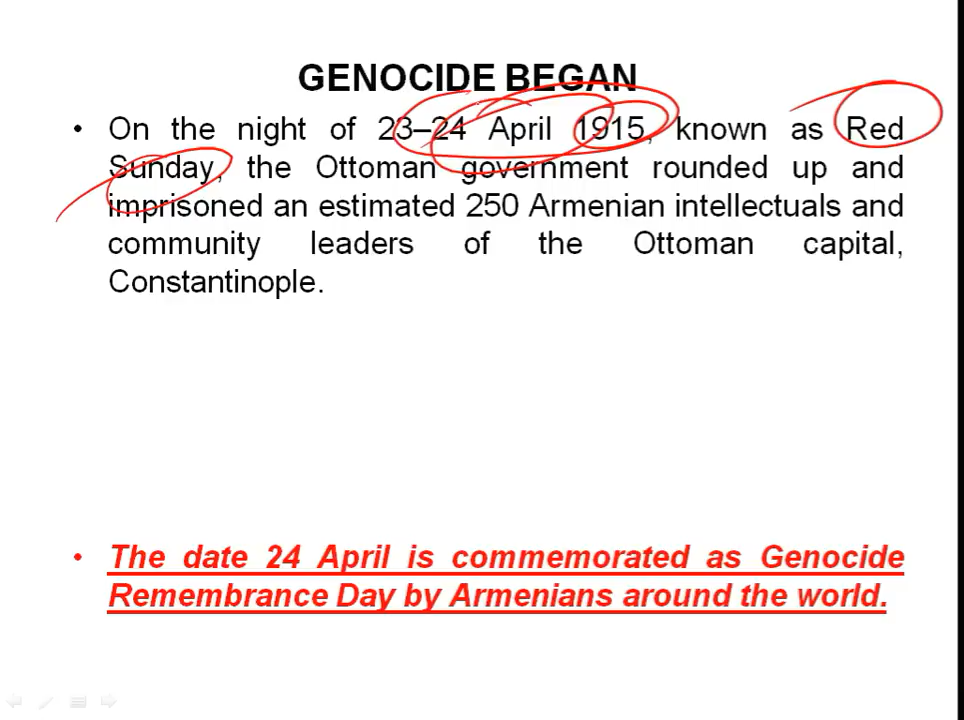 GENOCIDE BEGAN
• On the night of 23–24 April 1915, known as Red
Sunday, the Ottoman government rounded up and
imprisoned an estimated 250 Armenian intellectuals and
community leaders of the Ottoman capital,
Constantinople.
• The date 24 April is commemorated as Genocide
Remembrance Day by Armenians around the world.